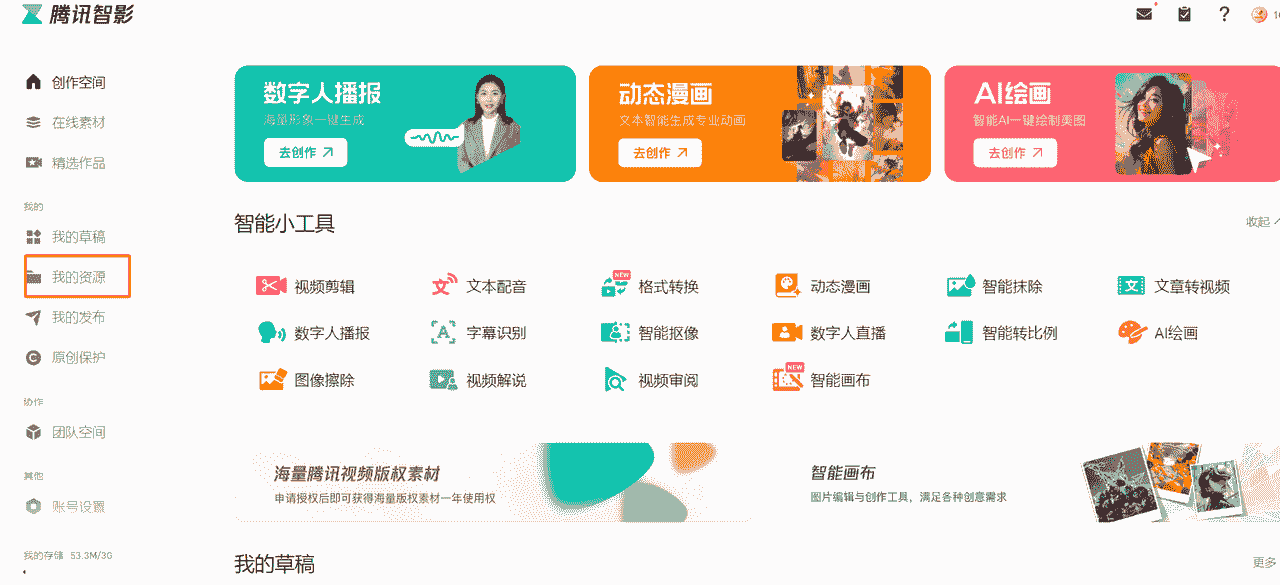 腾讯智影
创作空间
在线素材
精选作品
我的
我的草稿
我的资源
我的发布
原创保护
协作
团队空间
其他
账号设置
我的存储 53.3M/3G
数字人播报
海量形象一键生成
去创作
动态漫画
文本智能生成专业动画
去创作
AI绘画
智能AI一键绘制美图
去创作
智能小工具
收起
视频剪辑
文本配音
NEW
格式转换
动态漫画
智能抹除
文章转视频
数字人播报
字幕识别
智能抠像
数字人直播
智能转比例
AI绘画
图像擦除
视频解说
视频审阅
NEW
智能画布
海量腾讯视频版权素材
申请授权后即可获得海量版权素材一年使用权
智能画布
图片编辑与创作工具，满足各种创意需求
我的草稿
更多